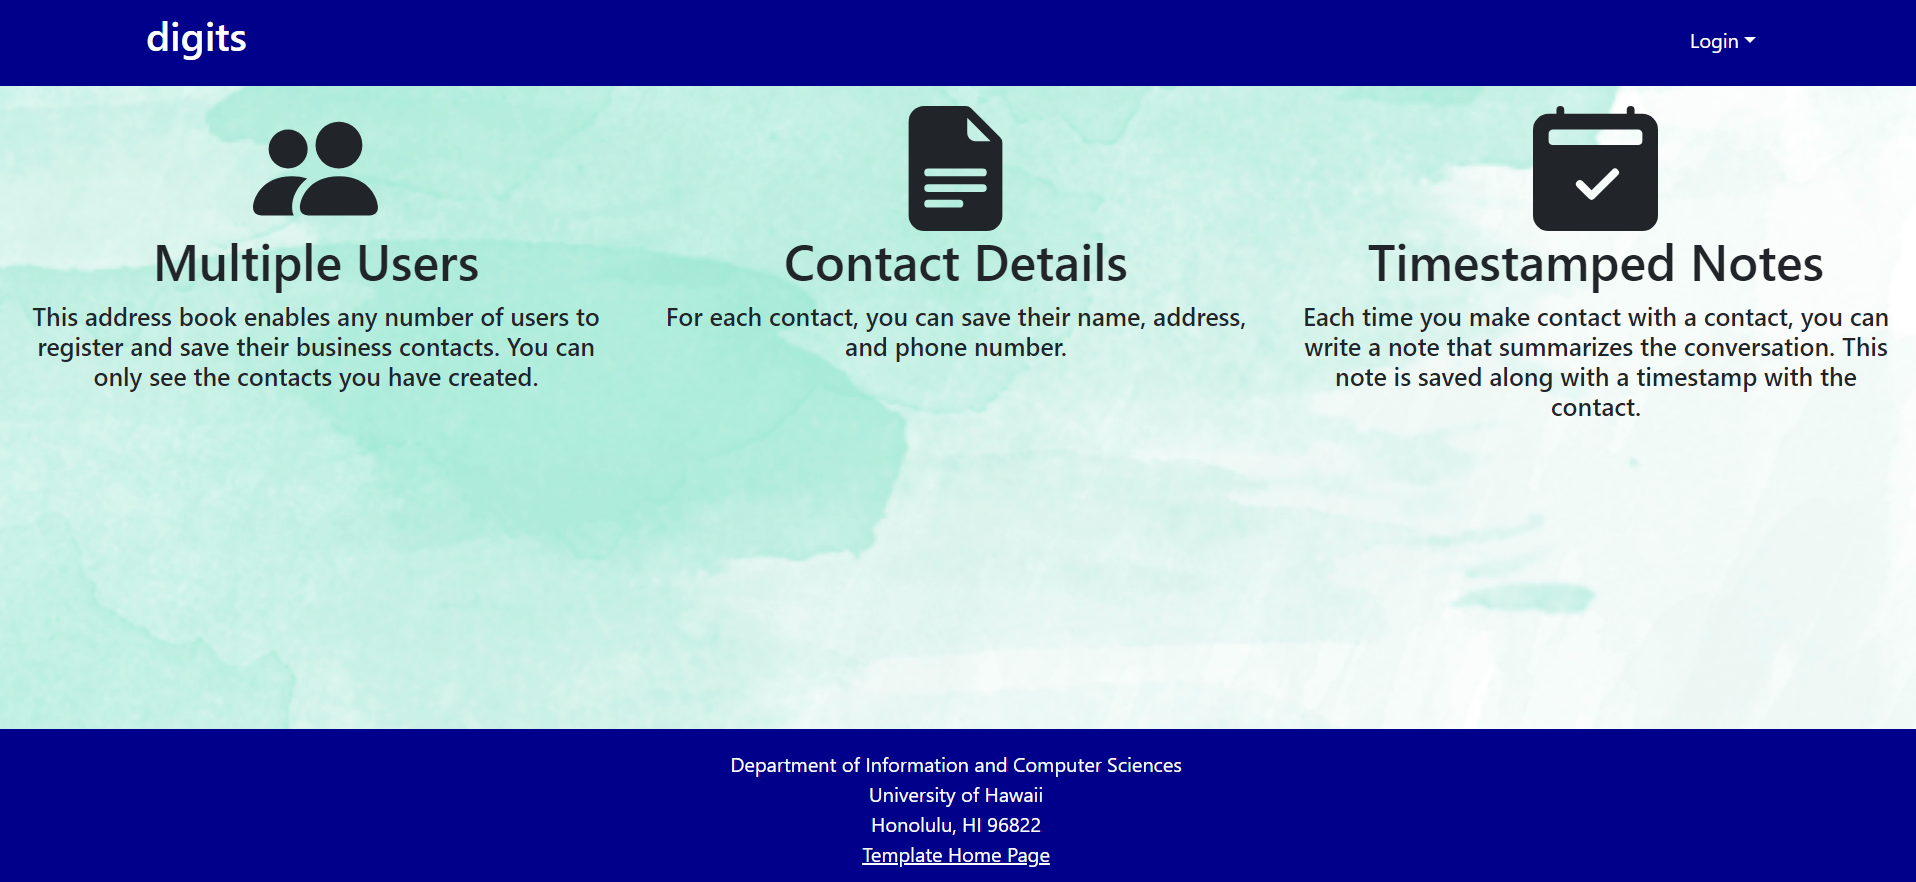 digits
Login
Multiple Users
This address book enables any number of users to
register and save their business contacts. You can
only see the contacts you have created.
Contact Details
For each contact, you can save their name, address,
and phone number.
Timestamped Notes
Each time you make contact with a contact, you can
write a note that summarizes the conversation. This
note is saved along with a timestamp with the
contact.
Department of Information and Computer Sciences
University of Hawaii
Honolulu, HI 96822
Template Home Page